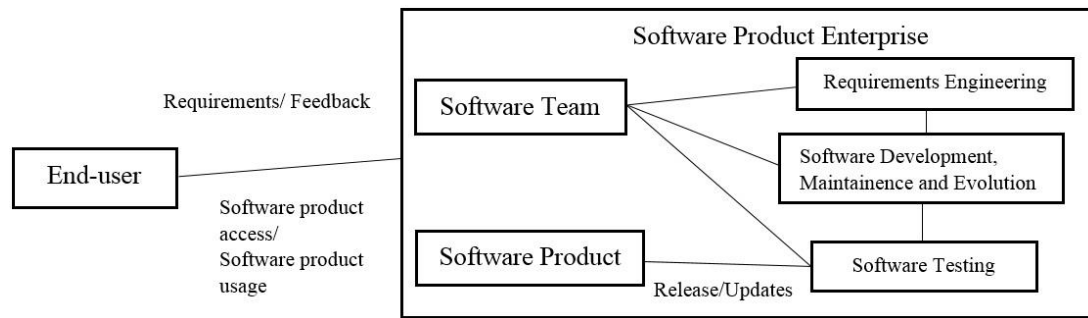 Software Product Enterprise
Requirements/ Feedback
Software Team
Requirements Engineering
End-user
Software Development,
Maintainence and Evolution
Software product
access/
Software product
usage
Software Product
Release/Updates
Software Testing